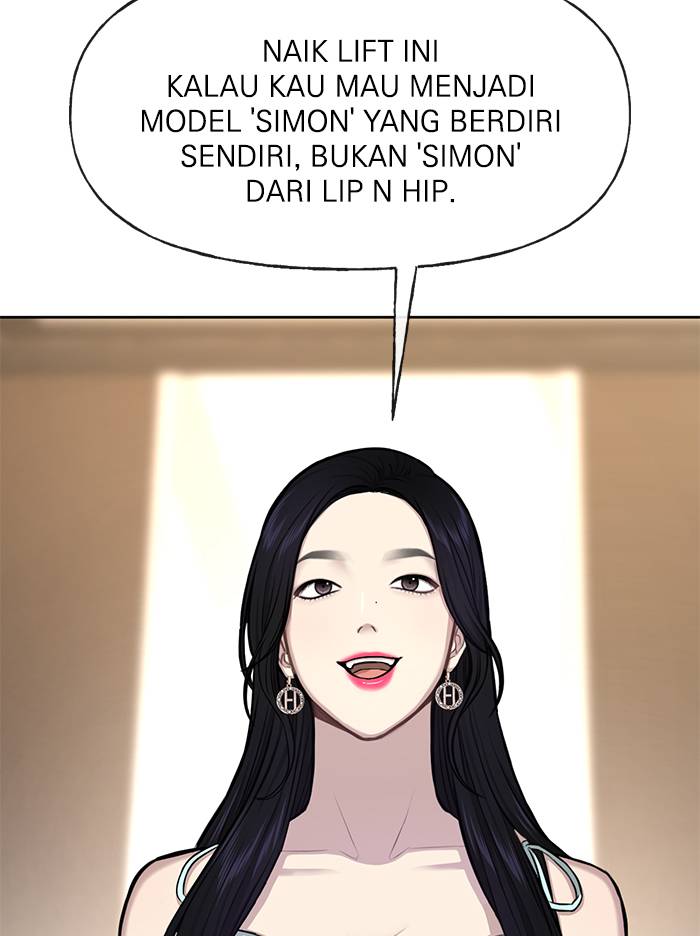 NAIK LIFT INI
KALAU KAU MAU MENJADI
MODEL 'SIMON' YANG BERDIRI
SENDIRI, BUKAN 'SIMON'
DARI LIP N HIP.